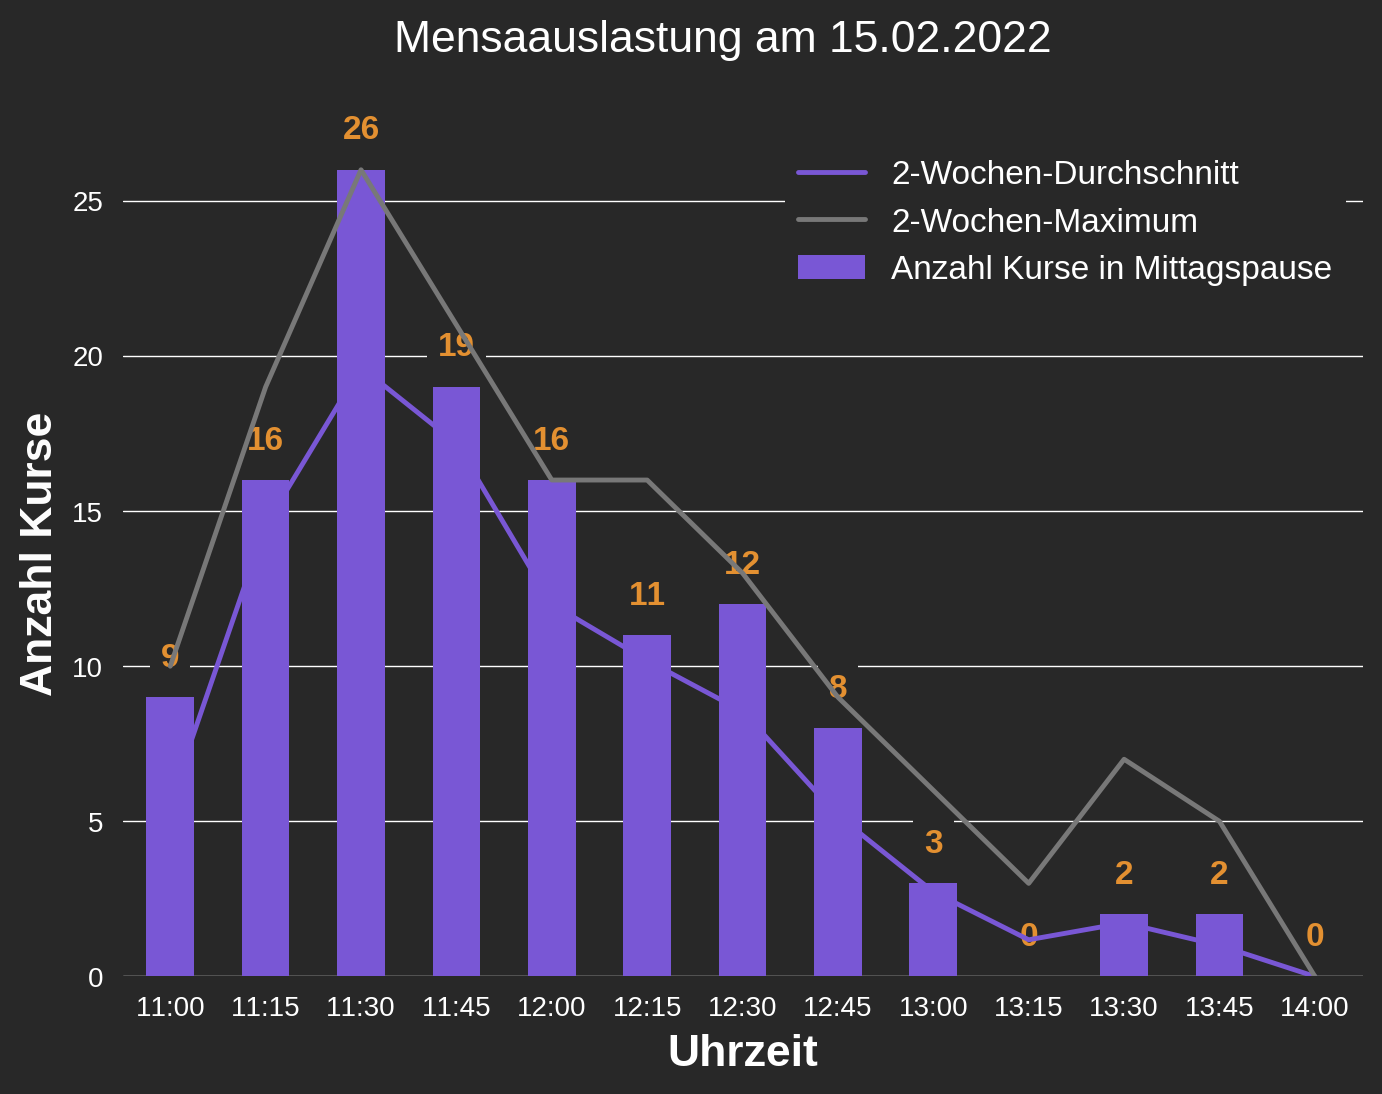 Mensaauslastung am 15.02.2022
2-Wochen-Durchschnitt
2-Wochen-Maximum
Anzahl Kurse in Mittagspause
Anzahl Kurse
25
20
15
10
5
0
9
16
26
19
16
11
12
8
3
0
2
2
0
11:00 11:15 11:30 11:45 12:00 12:15 12:30 12:45 13:00 13:15 13:30 13:45 14:00
Uhrzeit